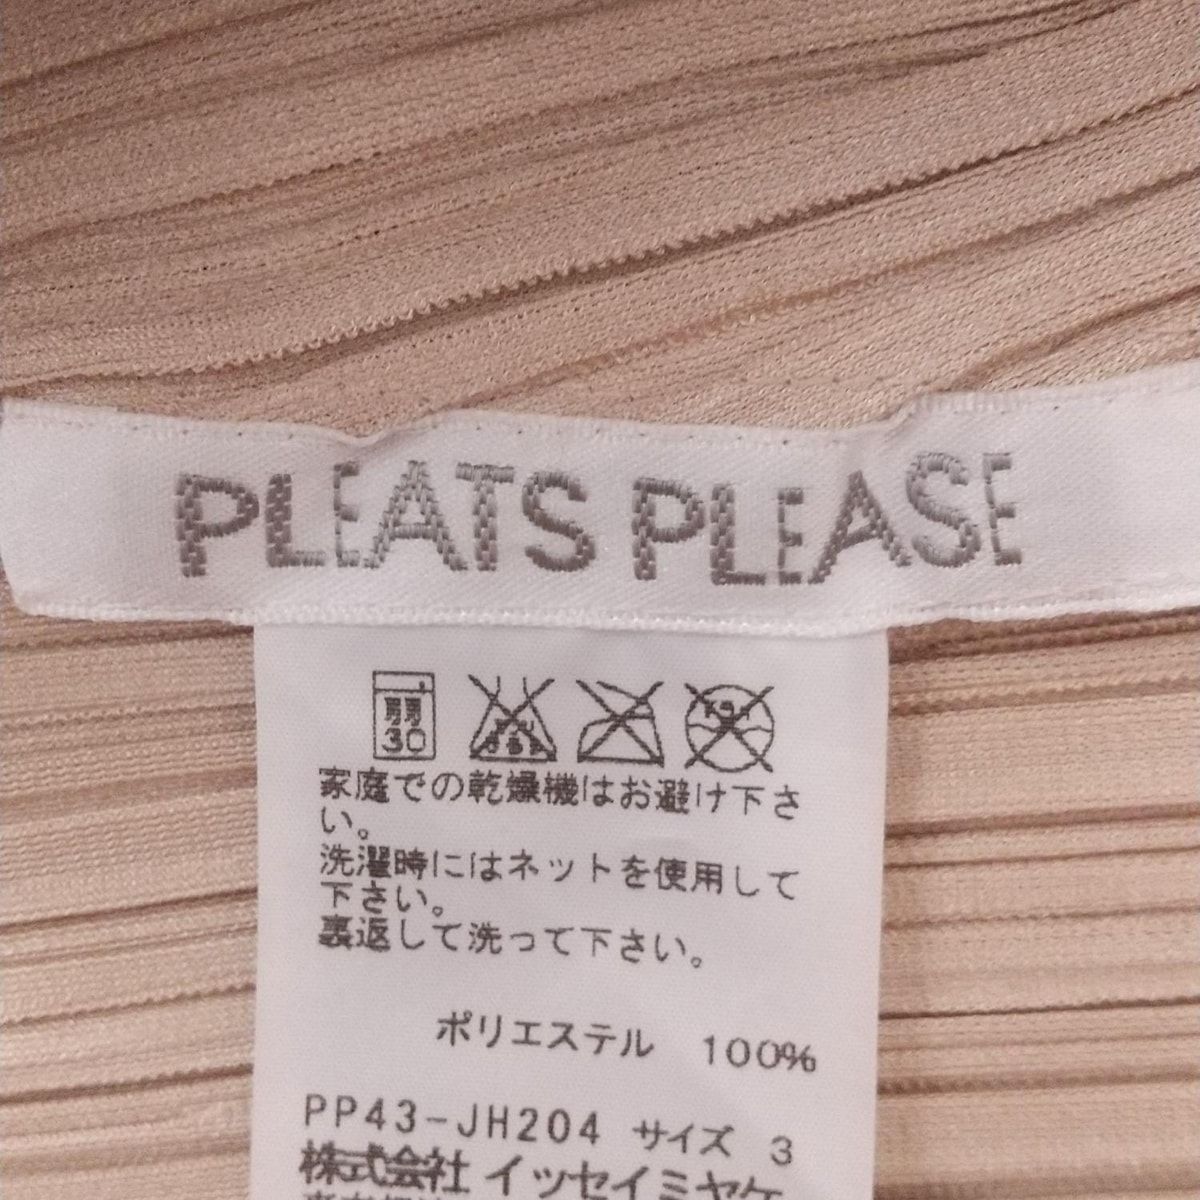 PLEATS PLEASE
弱
30
家庭での乾燥機はお避け下さ
い。
洗濯時にはネットを使用して
下さい。
裏返して洗って下さい。
ポリエステル 100%
PP43-JH204 サイズ 3
株式会社 イッセイミヤケ